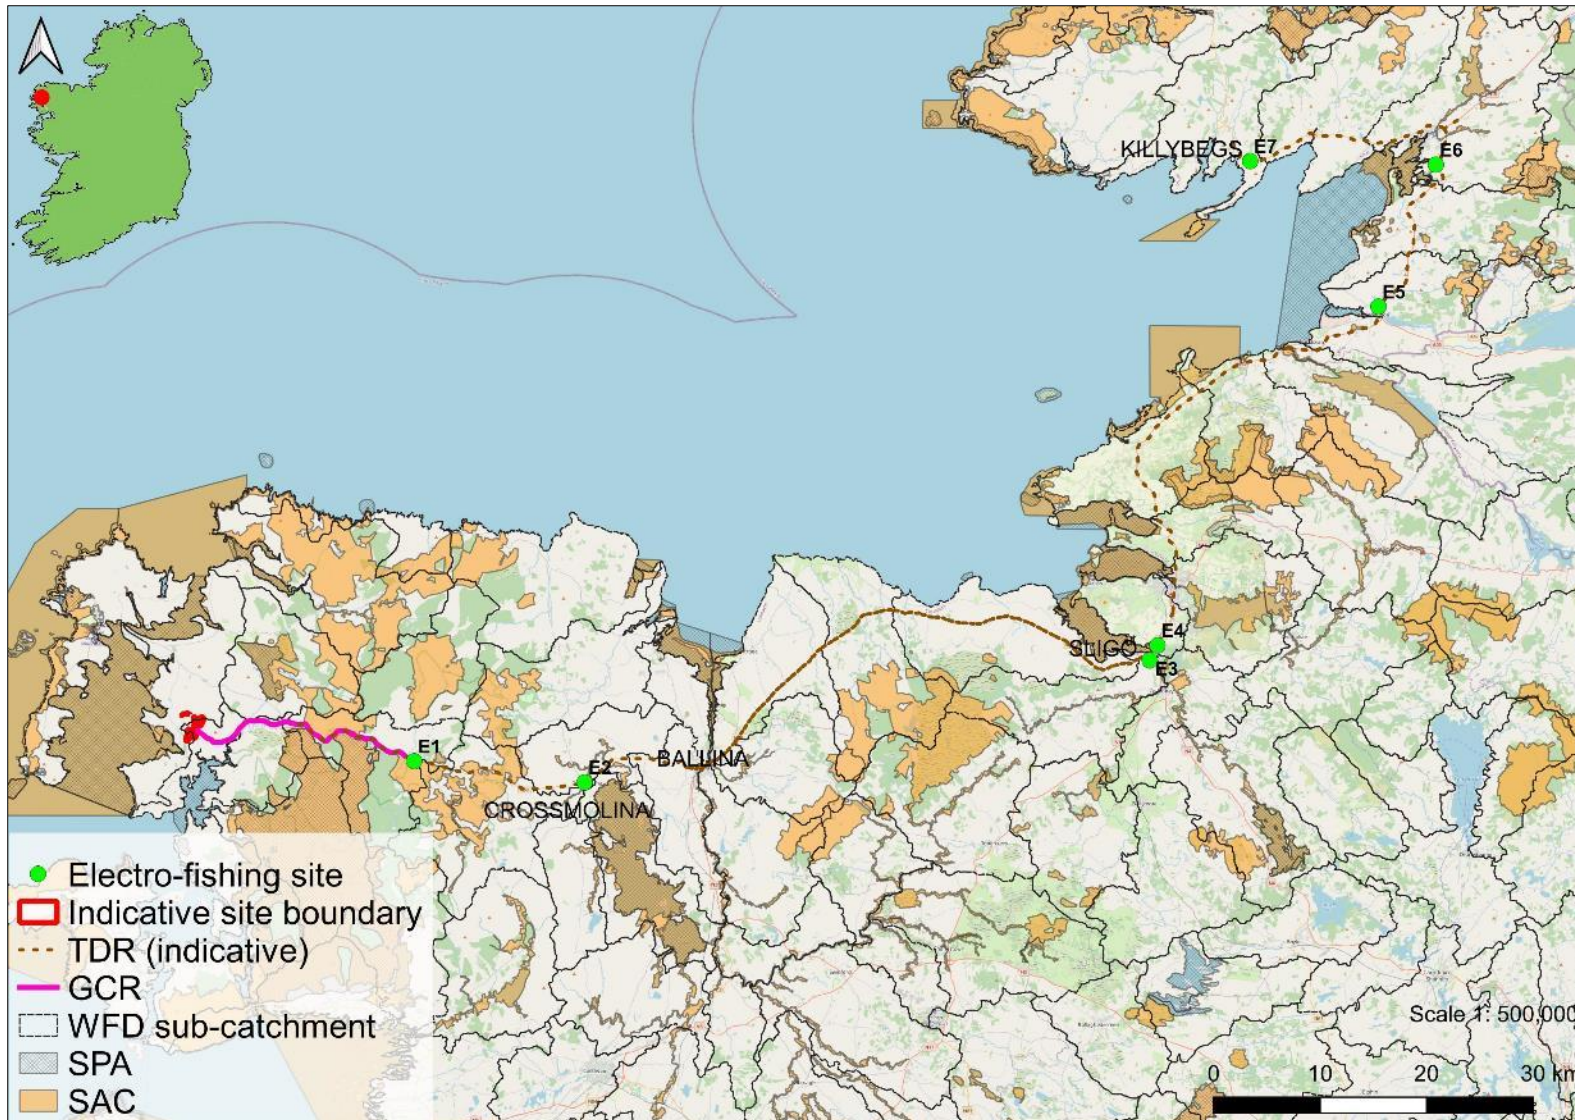 KILLYBEGS
E7
E6
E5
E4
SLIGO
E3
E1
E2
BALLINA
CROSSMOLINA
Electro-fishing site
Indicative site boundary
TDR (indicative)
GCR
WFD sub-catchment
SPA
SAC
Scale 1: 500,000
0 10 20 30 km